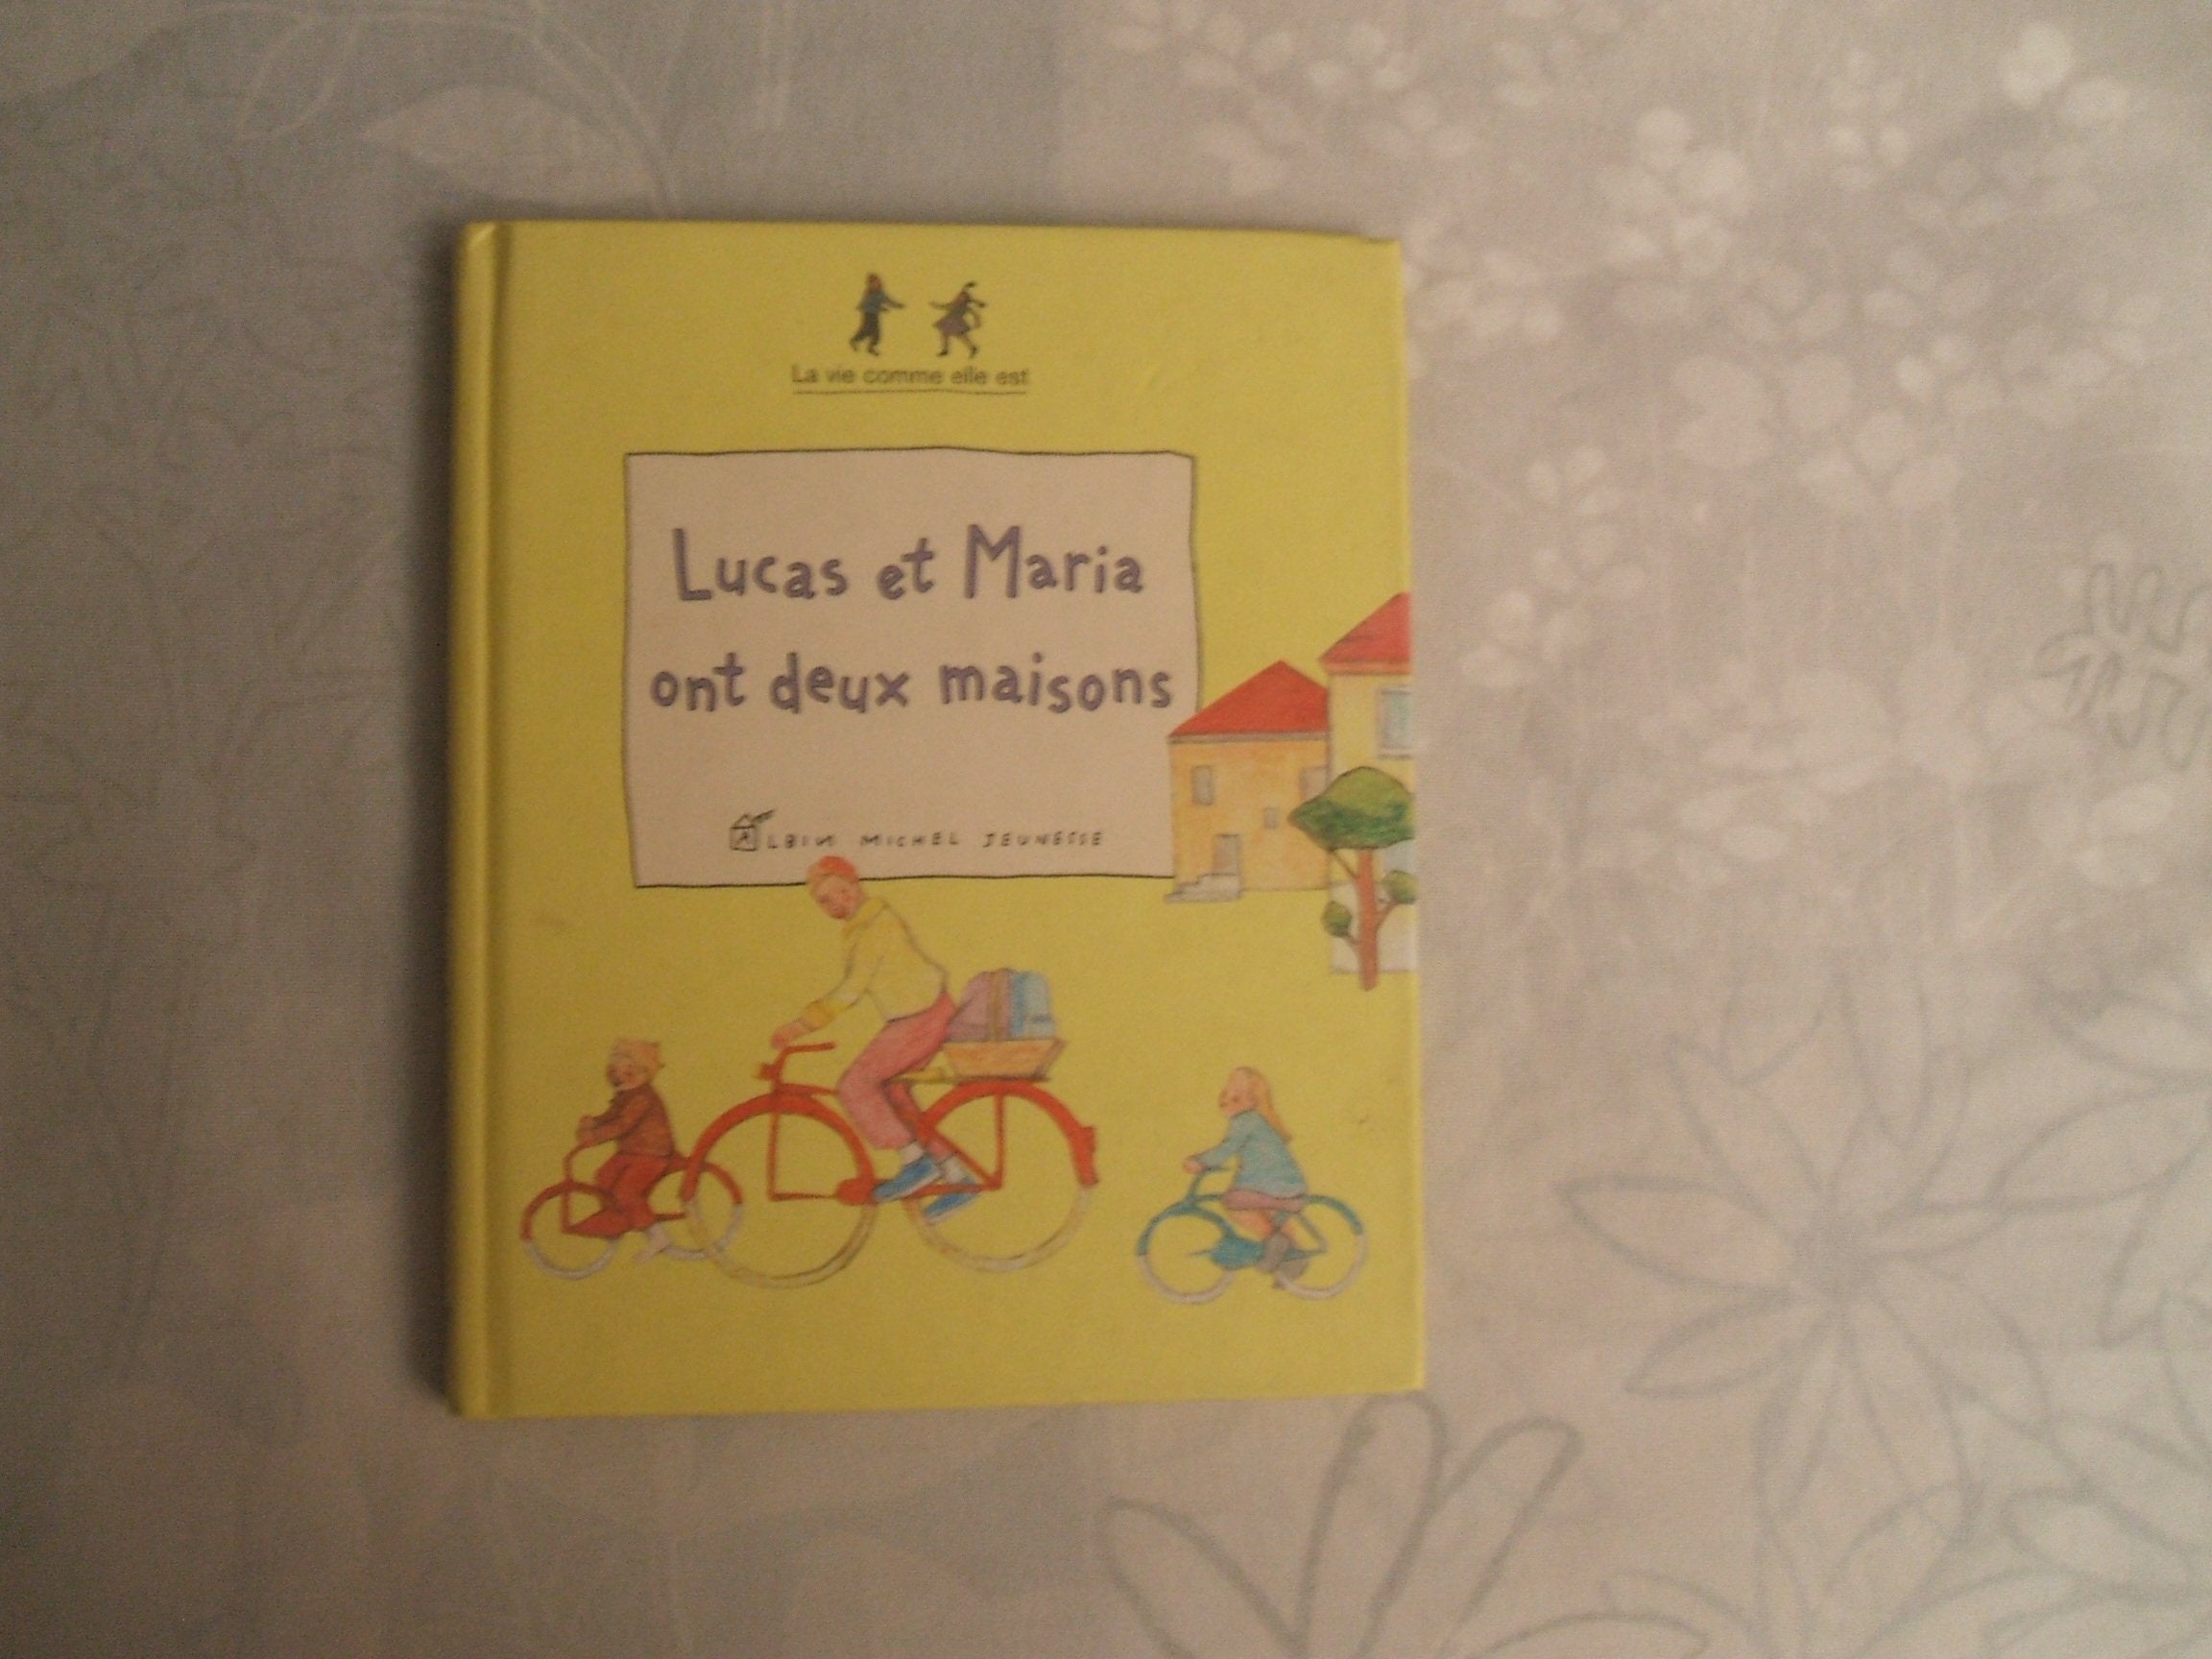 La vie comme elle est
Lucas et Maria
ont deux maisons
ALBIN MICHEL JEUNESSE